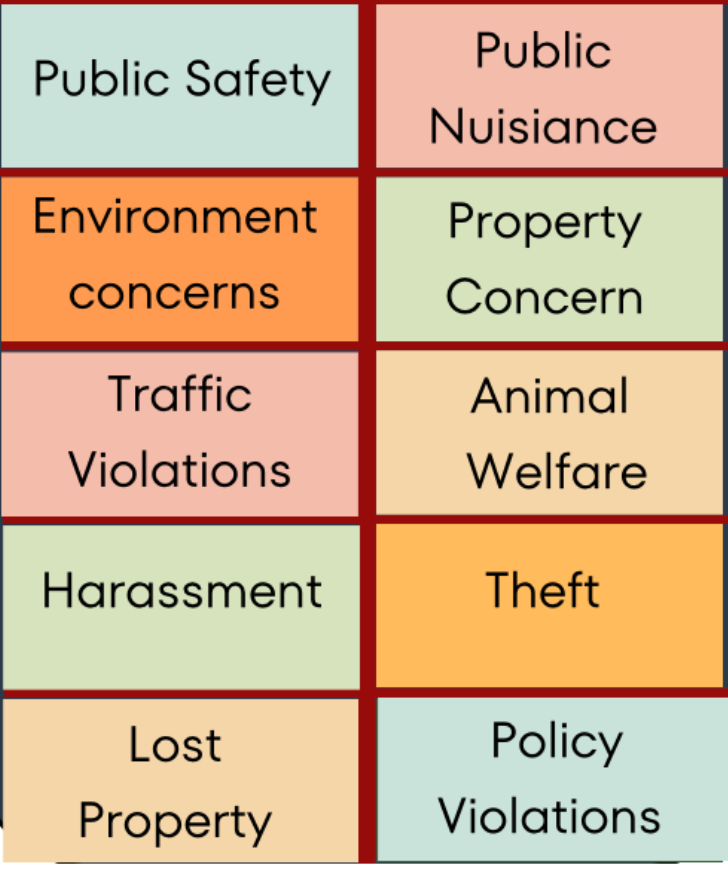 Public Safety
Public
Nuisiance
Environment
concerns
Property
Concern
Traffic
Violations
Animal
Welfare
Harassment
Theft
Lost
Property
Policy
Violations